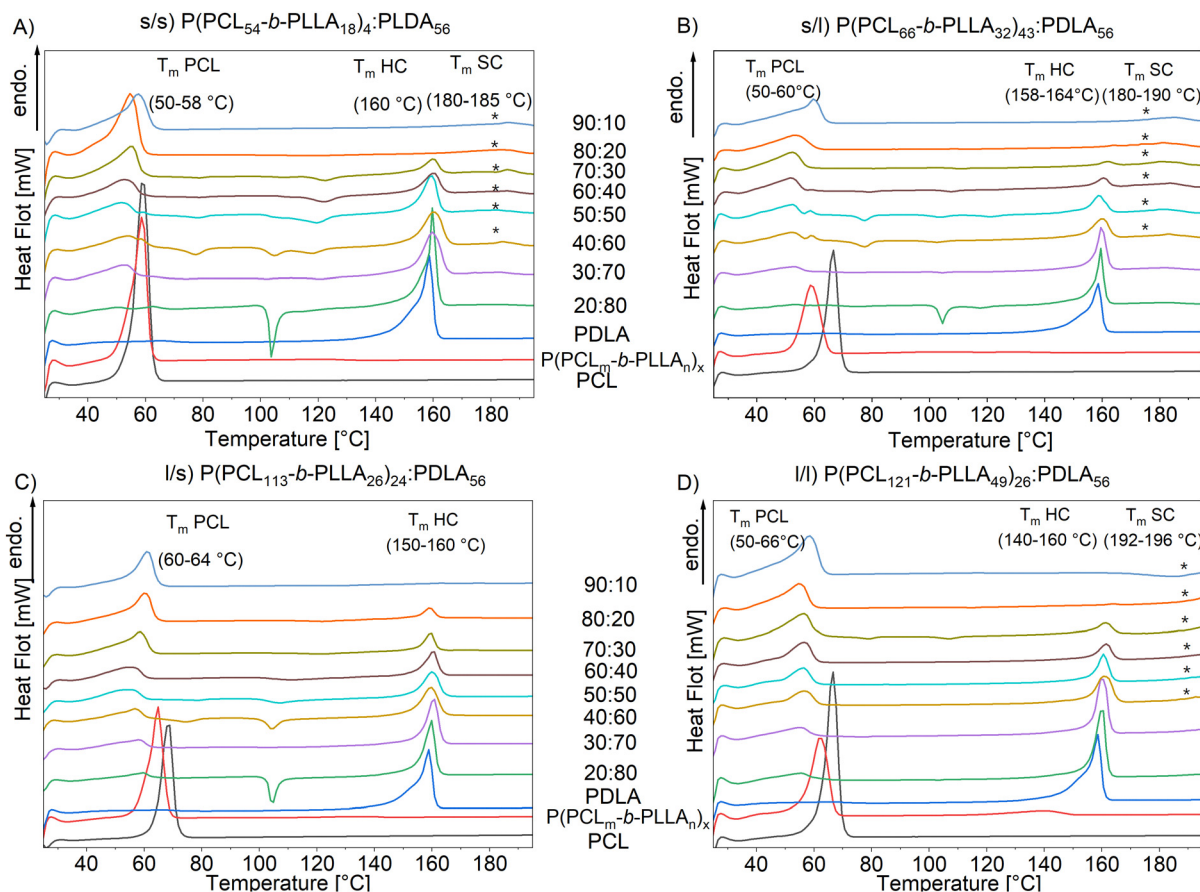 A)
s/s) P(PCL₅₄-b-PLLA₁₈)₄:PLDA₅₆
endo.
Heat Flot [mW]
Tₘ PCL
(50-58 °C)
Tₘ HC
(160 °C)
Tₘ SC
(180-185 °C)
*
*
*
*
*
*
40 60 80 100 120 140 160 180
Temperature [°C]
90:10
80:20
70:30
60:40
50:50
40:60
30:70
20:80
PDLA
P(PCLₘ-b-PLLAₙ)ₓ
PCL
B)
s/l) P(PCL₆₆-b-PLLA₃₂)₄₃:PDLA₅₆
endo.
Heat Flot [mW]
Tₘ PCL
(50-60°C)
Tₘ HC
(158-164°C)
Tₘ SC
(180-190 °C)
*
*
*
*
*
*
40 60 80 100 120 140 160 180
Temperature [°C]
C)
l/s) P(PCL₁₁₃-b-PLLA₂₆)₂₄:PDLA₅₆
endo.
Heat Flot [mW]
Tₘ PCL
(60-64 °C)
Tₘ HC
(150-160 °C)
40 60 80 100 120 140 160 180
Temperature [°C]
90:10
80:20
70:30
60:40
50:50
40:60
30:70
20:80
PDLA
P(PCLₘ-b-PLLAₙ)ₓ
PCL
D)
l/l) P(PCL₁₂₁-b-PLLA₄₉)₂₆:PDLA₅₆
endo.
Heat Flot [mW]
Tₘ PCL
(50-66°C)
Tₘ HC
(140-160 °C)
Tₘ SC
(192-196 °C)
*
*
*
*
*
*
40 60 80 100 120 140 160 180
Temperature [°C]